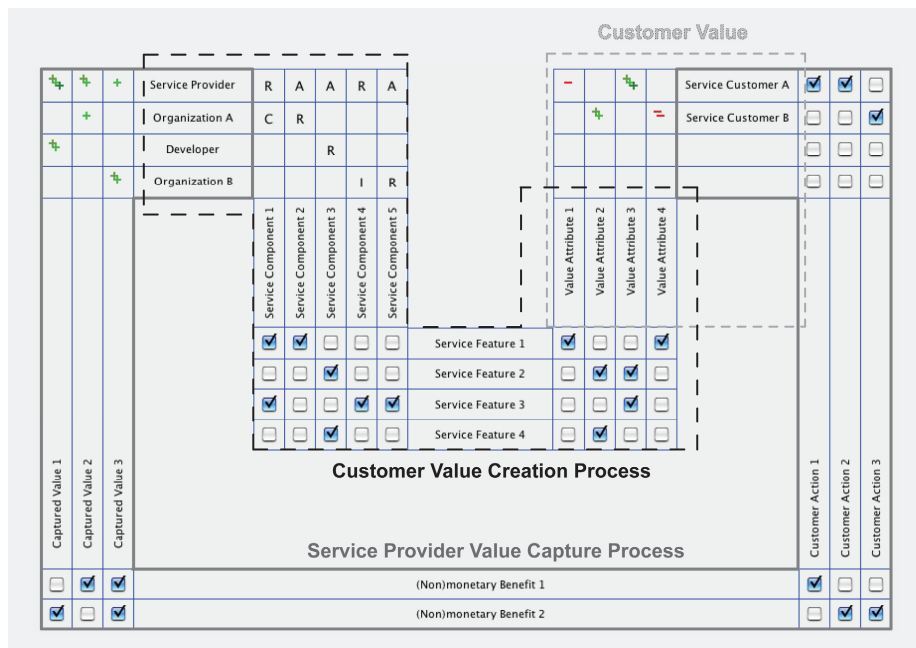 Customer Value
Service Provider R A A R A Service Customer A
Organization A C R Service Customer B
Developer R
Organization B I R
Service Component 1
Service Component 2
Service Component 3
Service Component 4
Service Component 5
Value Attribute 1
Value Attribute 2
Value Attribute 3
Value Attribute 4
Service Feature 1
Service Feature 2
Service Feature 3
Service Feature 4
Customer Value Creation Process
Captured Value 1
Captured Value 2
Captured Value 3
Customer Action 1
Customer Action 2
Customer Action 3
Service Provider Value Capture Process
(Non)monetary Benefit 1
(Non)monetary Benefit 2